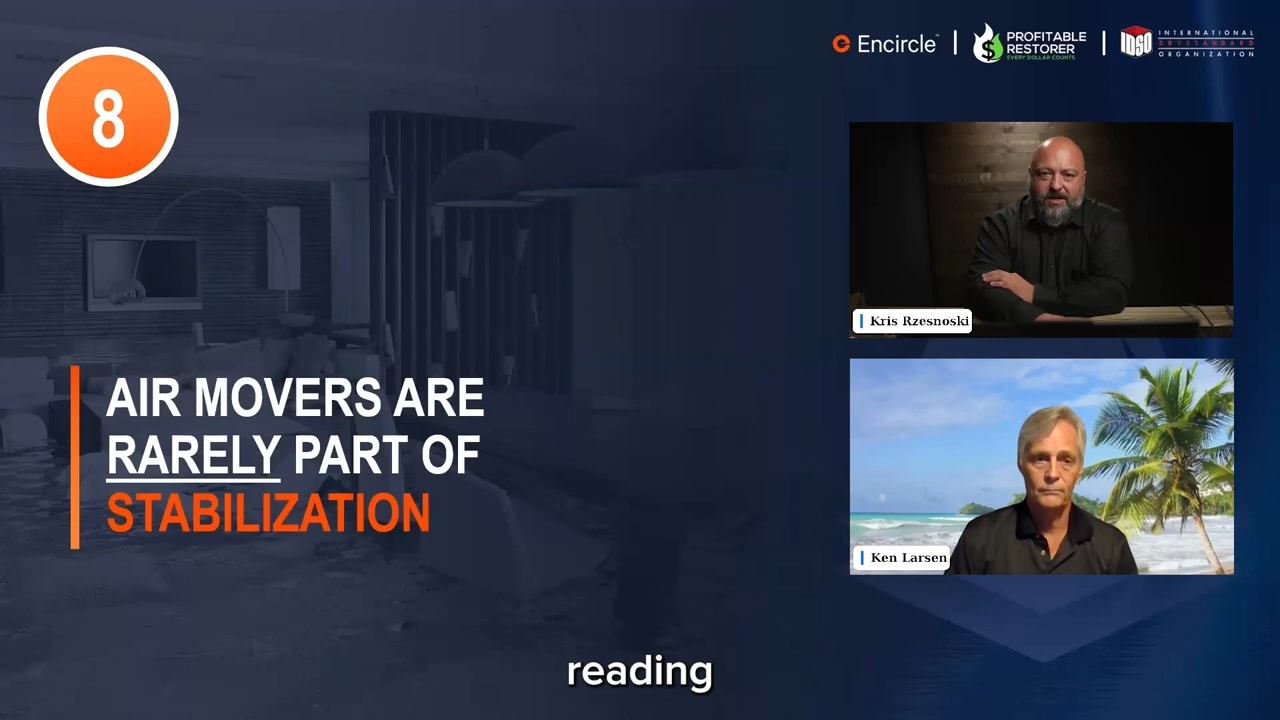 8
Encircle
PROFITABLE
RESTORER
EVERY DOLLAR COUNTS
IDSO
INTERNATIONAL
DRYSTANDARD
ORGANIZATION
Kris Rzesnoski
AIR MOVERS ARE
RARELY PART OF
STABILIZATION
Ken Larsen
reading